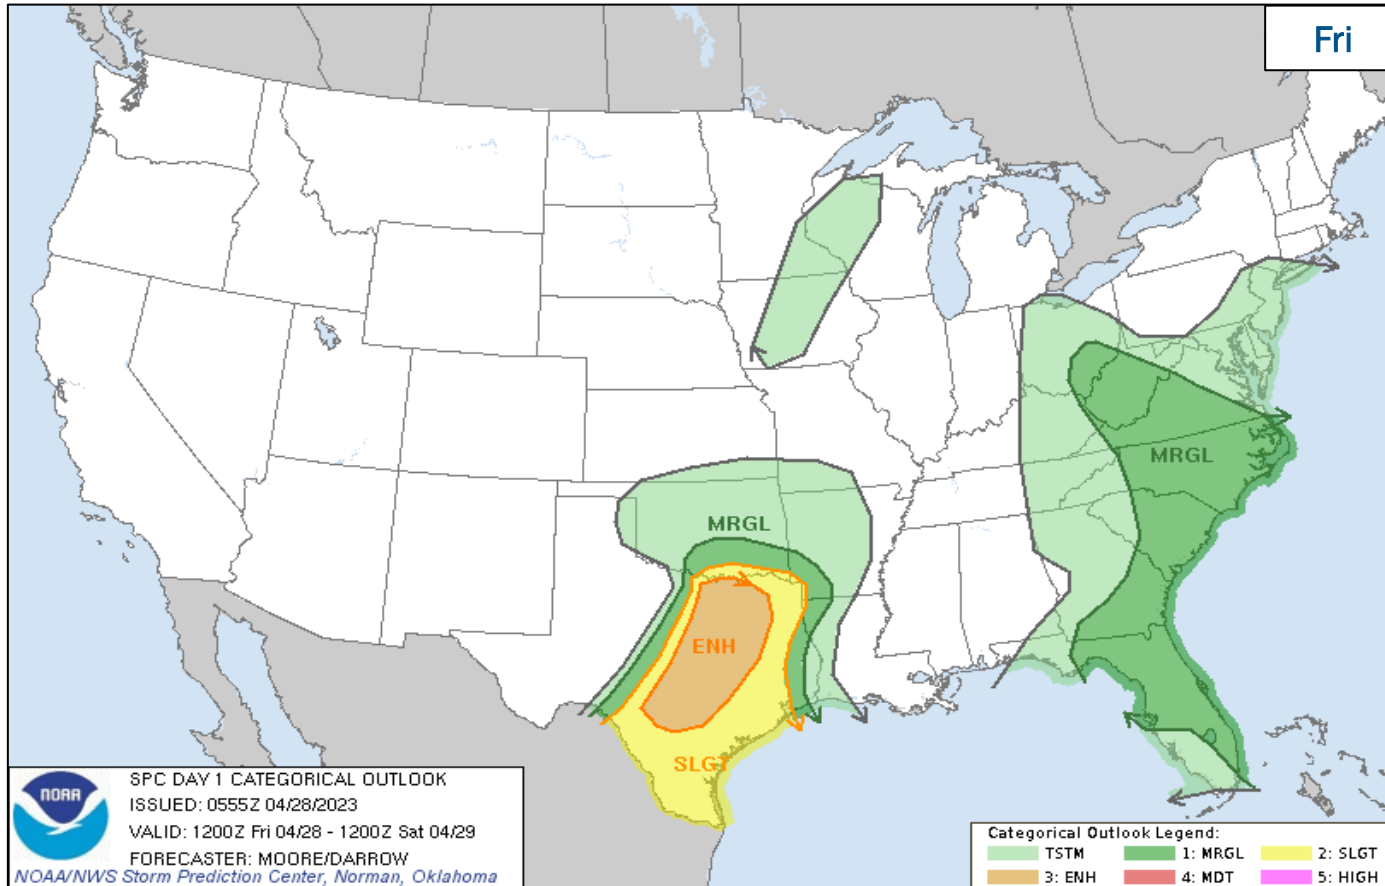 Fri
MRGL
MRGL
ENH
SLGT
NOAA
SPC DAY 1 CATEGORICAL OUTLOOK
ISSUED: 0555Z 04/28/2023
VALID: 1200Z Fri 04/28 - 1200Z Sat 04/29
FORECASTER: MOORE/DARROW
NOAA/NWS Storm Prediction Center, Norman, Oklahoma
Categorical Outlook Legend:
TSTM 1: MRGL 2: SLGT
3: ENH 4: MDT 5: HIGH